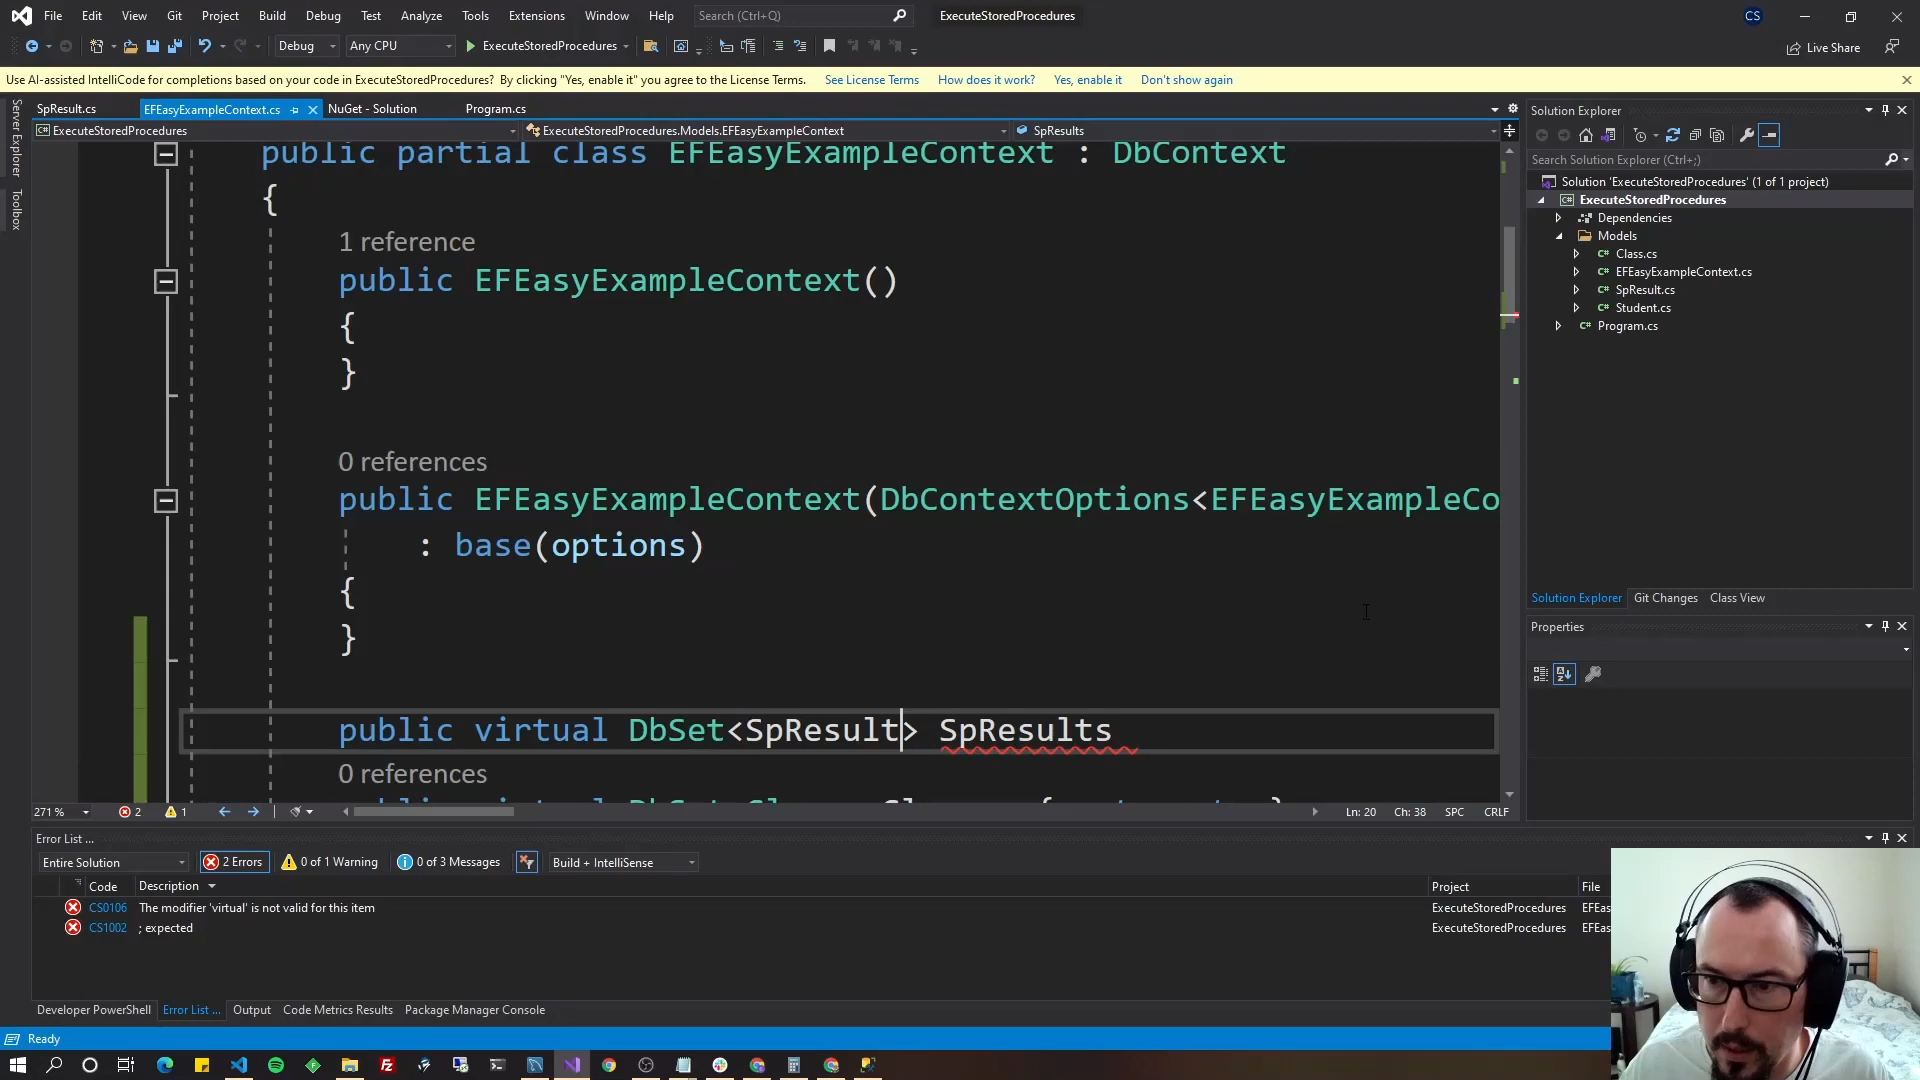 File Edit View Git Project Build Debug Test Analyze Tools Extensions Window Help Search (Ctrl+Q) ExecuteStoredProcedures CS
Debug Any CPU ExecuteStoredProcedures Live Share
Use AI-assisted IntelliCode for completions based on your code in ExecuteStoredProcedures? By clicking "Yes, enable it" you agree to the License Terms. See License Terms How does it work? Yes, enable it Don't show again
Server Explorer
Toolbox
SpResult.cs EFEasyExampleContext.cs NuGet - Solution Program.cs
ExecuteStoredProcedures ExecuteStoredProcedures.Models.EFEasyExampleContext SpResults
public partial class EFEasyExampleContext : DbContext
{
1 reference
public EFEasyExampleContext()
{
}
0 references
public EFEasyExampleContext(DbContextOptions<EFEasyExampleCo
: base(options)
{
}
public virtual DbSet<SpResult> SpResults
0 references
271 % 2 1 Ln: 20 Ch: 38 SPC CRLF
Solution Explorer
Search Solution Explorer (Ctrl+;)
Solution 'ExecuteStoredProcedures' (1 of 1 project)
ExecuteStoredProcedures
Dependencies
Models
Class.cs
EFEasyExampleContext.cs
SpResult.cs
Student.cs
Program.cs
Solution Explorer Git Changes Class View
Properties
Error List ...
Entire Solution 2 Errors 0 of 1 Warning 0 of 3 Messages Build + IntelliSense
Code Description Project File
CS0106 The modifier 'virtual' is not valid for this item ExecuteStoredProcedures EFEas
CS1002 ; expected ExecuteStoredProcedures EFEas
Developer PowerShell Error List ... Output Code Metrics Results Package Manager Console
Ready